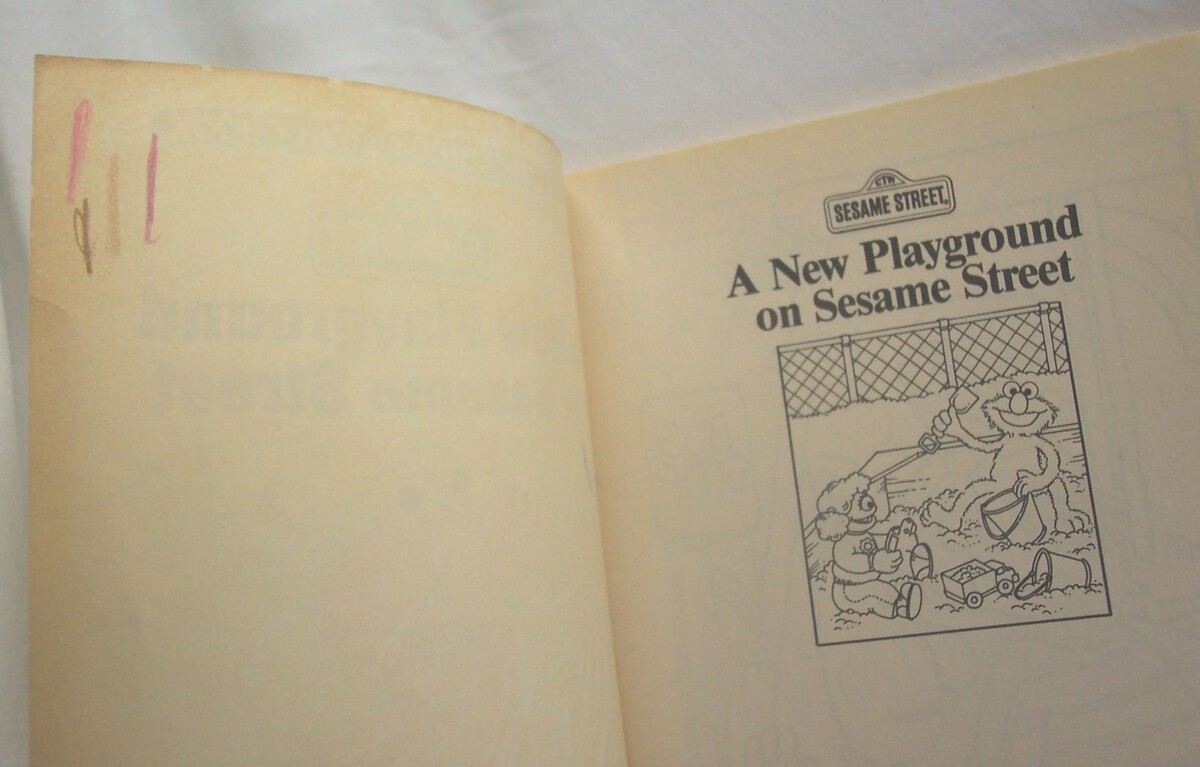 CTW
SESAME STREET®
A New Playground
on Sesame Street